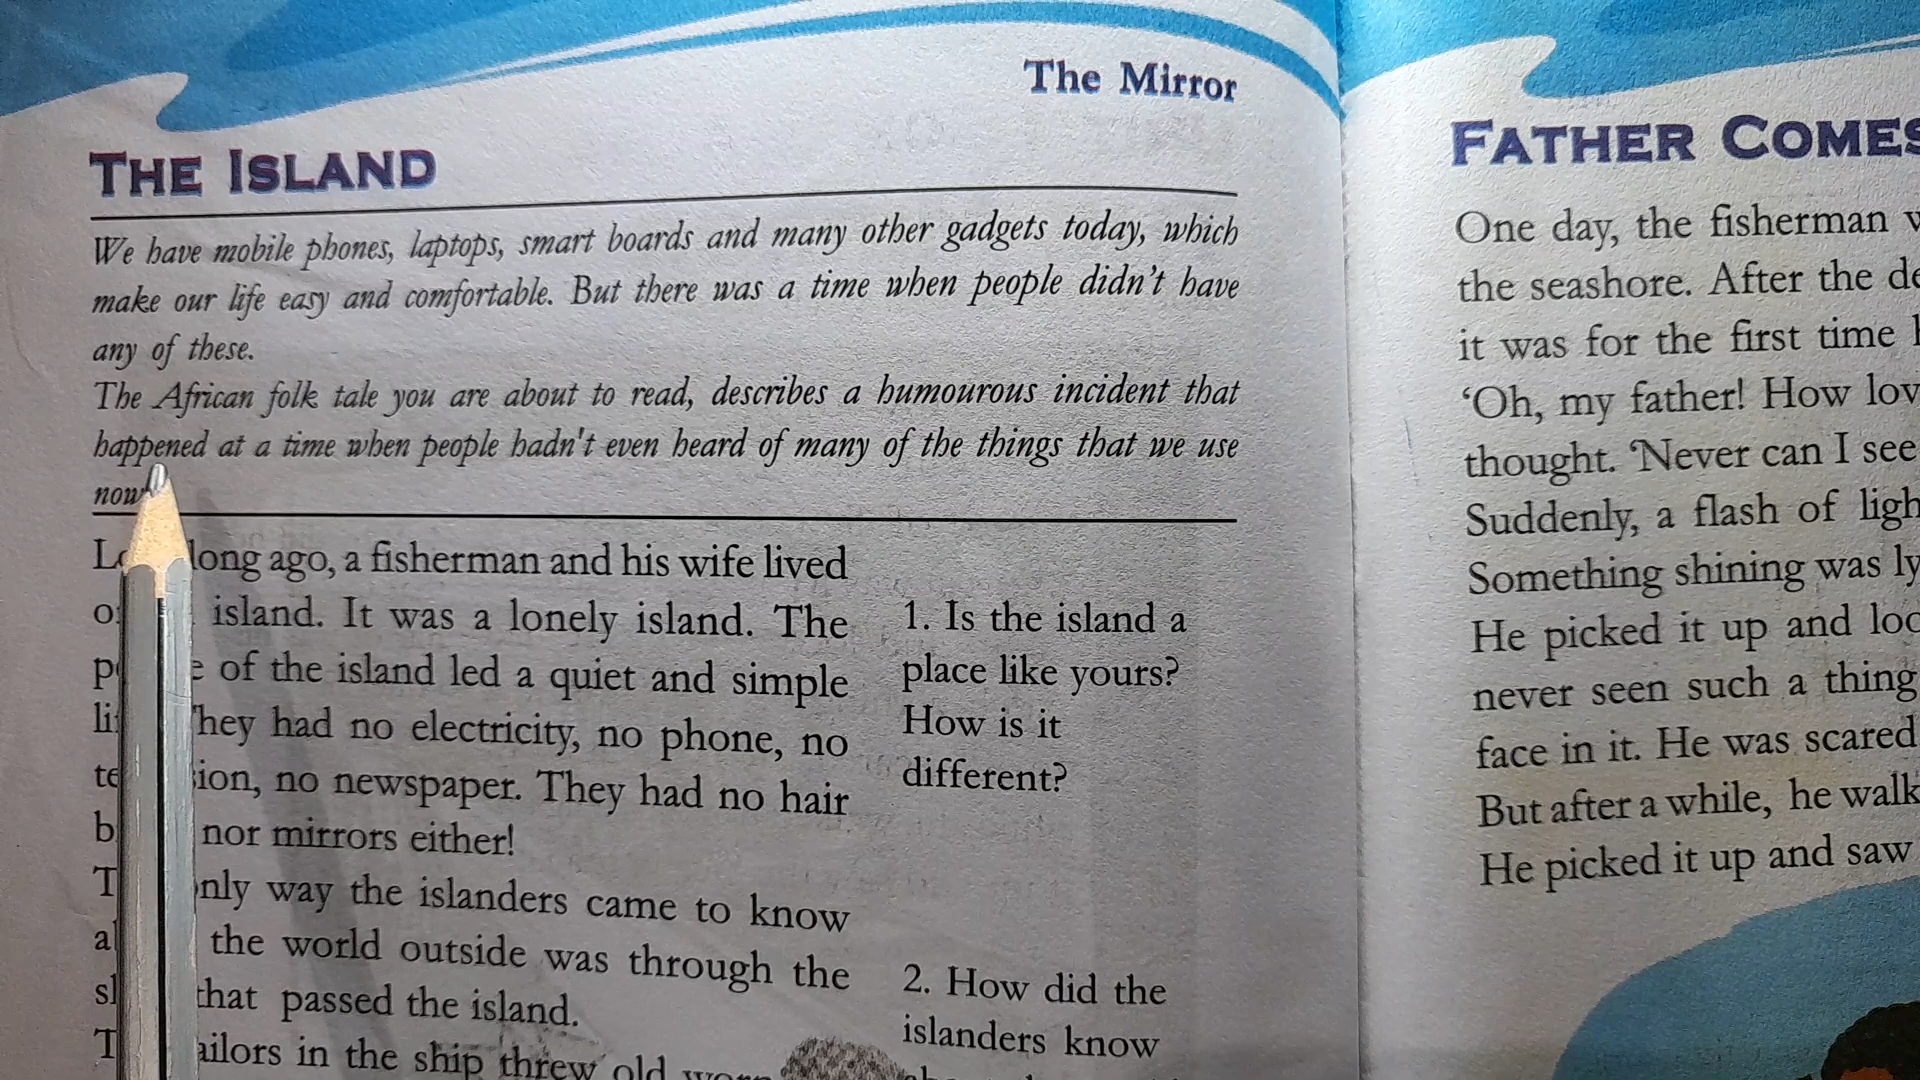 The Mirror
THE ISLAND
We have mobile phones, laptops, smart boards and many other gadgets today, which
make our life easy and comfortable. But there was a time when people didn't have
any of these.
The African folk tale you are about to read, describes a humourous incident that
happened at a time when people hadn't even heard of many of the things that we use
now
long ago, a fisherman and his wife lived
island. It was a lonely island. The
of the island led a quiet and simple
They had no electricity, no phone, no
no newspaper. They had no hair
nor mirrors either!
only way the islanders came to know
the world outside was through the
that passed the island.
sailors in the ship threw old
1. Is the island a
place like yours?
How is it
different?
2. How did the
islanders know
FATHER COMES
One day, the fisherman
the seashore. After the
it was for the first time
'Oh, my father! How
thought. 'Never can I see
Suddenly, a flash of
Something shining was
He picked it up and
never seen such a thing
face in it. He was scared
But after a while, he
He picked it up and saw